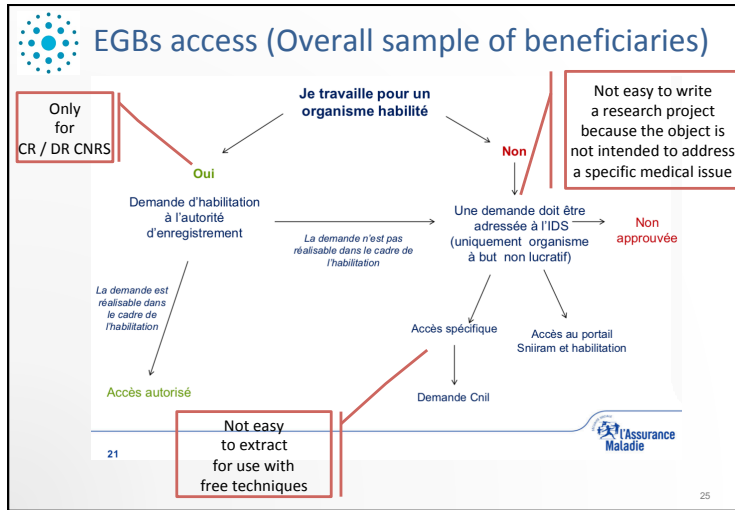 EGBs access (Overall sample of beneficiaries)
Only
for
CR / DR CNRS
Je travaille pour un
organisme habilité
Not easy to write
a research project
because the object is
not intended to address
a specific medical issue
Oui
Non
Demande d'habilitation
à l'autorité
d'enregistrement
La demande n'est pas
réalisable dans le cadre de
l'habilitation
Une demande doit être
adressée à l'IDS
(uniquement organisme
à but non lucratif)
Non
approuvée
La demande est
réalisable dans
le cadre de
l'habilitation
Accès spécifique
Accès au portail
Sniiram et habilitation
Accès autorisé
Demande Cnil
Not easy
to extract
for use with
free techniques
21
l'Assurance
Maladie
25